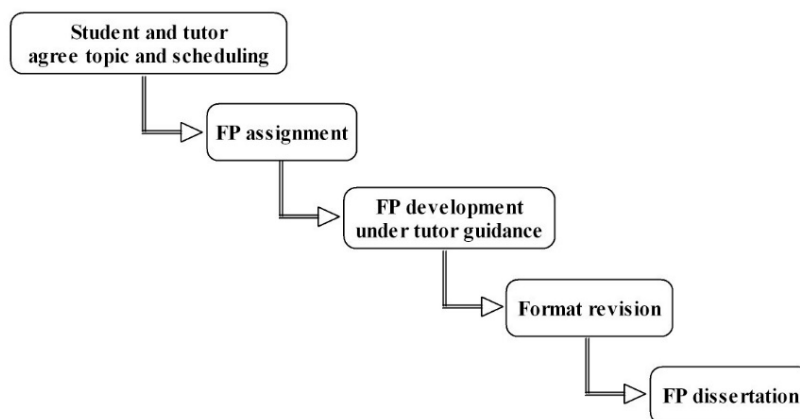 Student and tutor
agree topic and scheduling
FP assignment
FP development
under tutor guidance
Format revision
FP dissertation